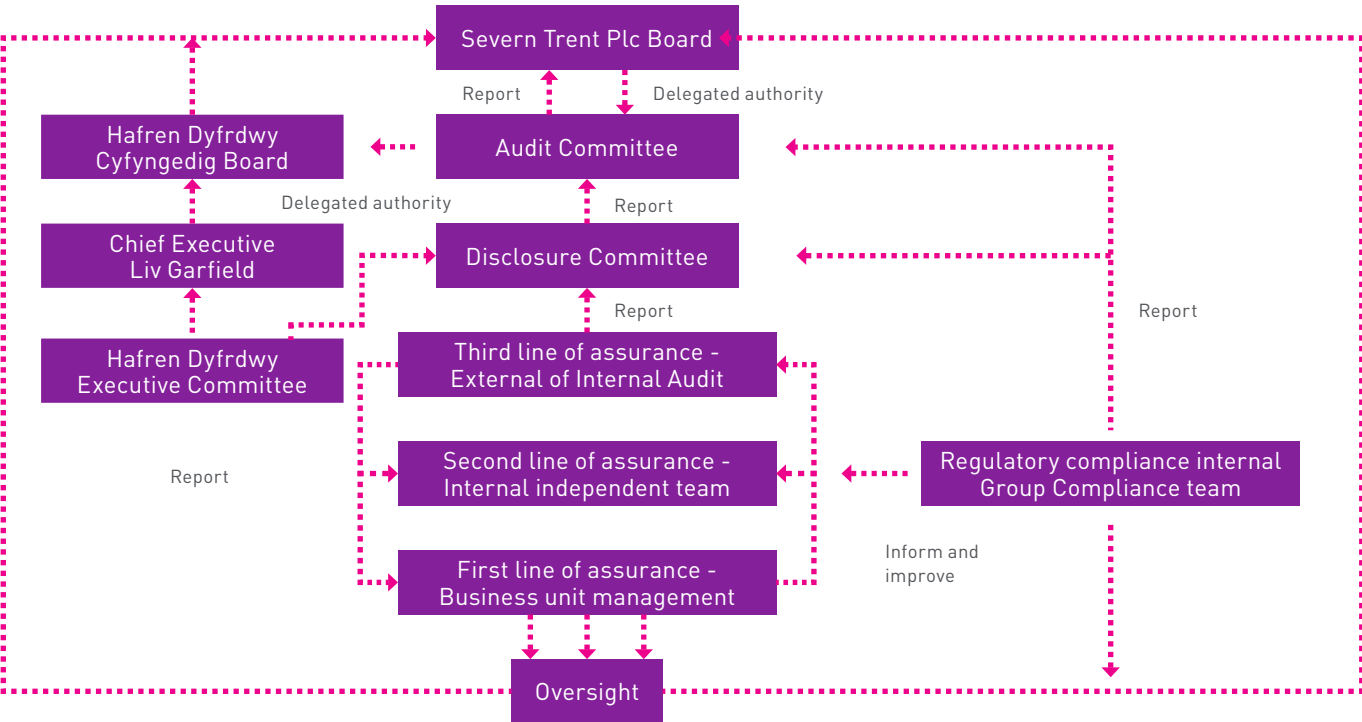 Severn Trent Plc Board
Report
Delegated authority
Hafren Dyfrdwy
Cyfyngedig Board
Audit Committee
Delegated authority
Report
Chief Executive
Liv Garfield
Disclosure Committee
Report
Report
Hafren Dyfrdwy
Executive Committee
Third line of assurance -
External of Internal Audit
Report
Second line of assurance -
Internal independent team
Regulatory compliance internal
Group Compliance team
Inform and
improve
First line of assurance -
Business unit management
Oversight